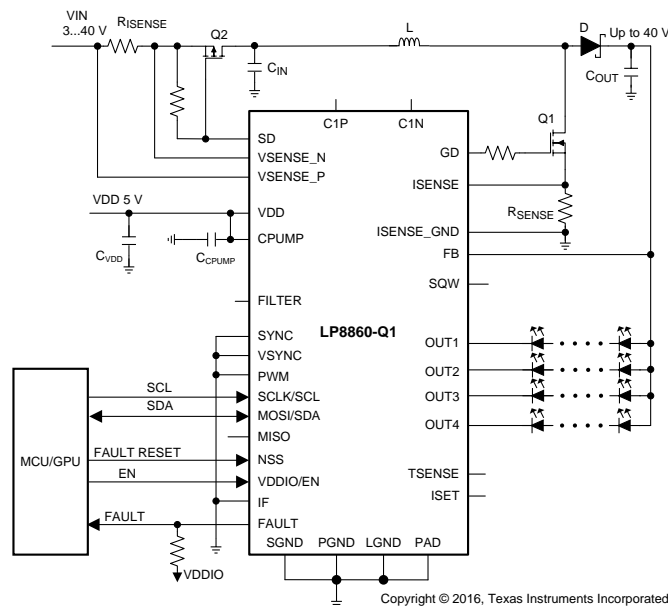 VIN
3...40 V
RISENSE
Q2
CIN
L
D
Up to 40 V
COUT
Q1
RSENSE
VDD 5 V
CVDD
CCPUMP
C1P
C1N
SD
VSENSE_N
VSENSE_P
VDD
CPUMP
FILTER
SYNC
VSYNC
PWM
SCLK/SCL
MOSI/SDA
MISO
NSS
VDDIO/EN
IF
FAULT
LP8860-Q1
GD
ISENSE
ISENSE_GND
FB
SQW
OUT1
OUT2
OUT3
OUT4
TSENSE
ISET
SGND
PGND
LGND
PAD
MCU/GPU
SCL
SDA
FAULT RESET
EN
FAULT
VDDIO
Copyright © 2016, Texas Instruments Incorporated